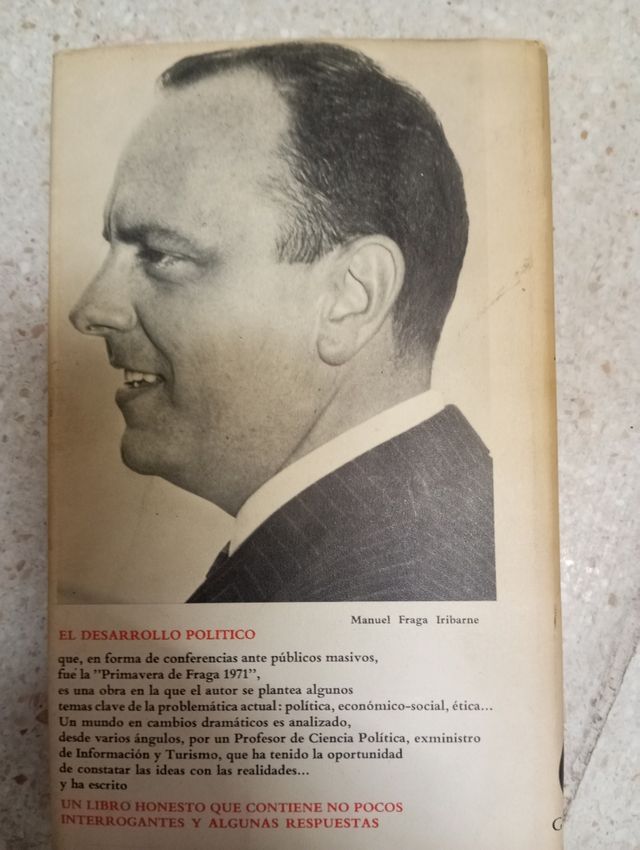 Manuel Fraga Iribarne
EL DESARROLLO POLITICO
que, en forma de conferencias ante públicos masivos,
fué la "Primavera de Fraga 1971",
es una obra en la que el autor se plantea algunos
temas clave de la problemática actual: política, económico-social, ética...
Un mundo en cambios dramáticos es analizado,
desde varios ángulos, por un Profesor de Ciencia Política, exministro
de Información y Turismo, que ha tenido la oportunidad
de constatar las ideas con las realidades...
y ha escrito
UN LIBRO HONESTO QUE CONTIENE NO POCOS
INTERROGANTES Y ALGUNAS RESPUESTAS